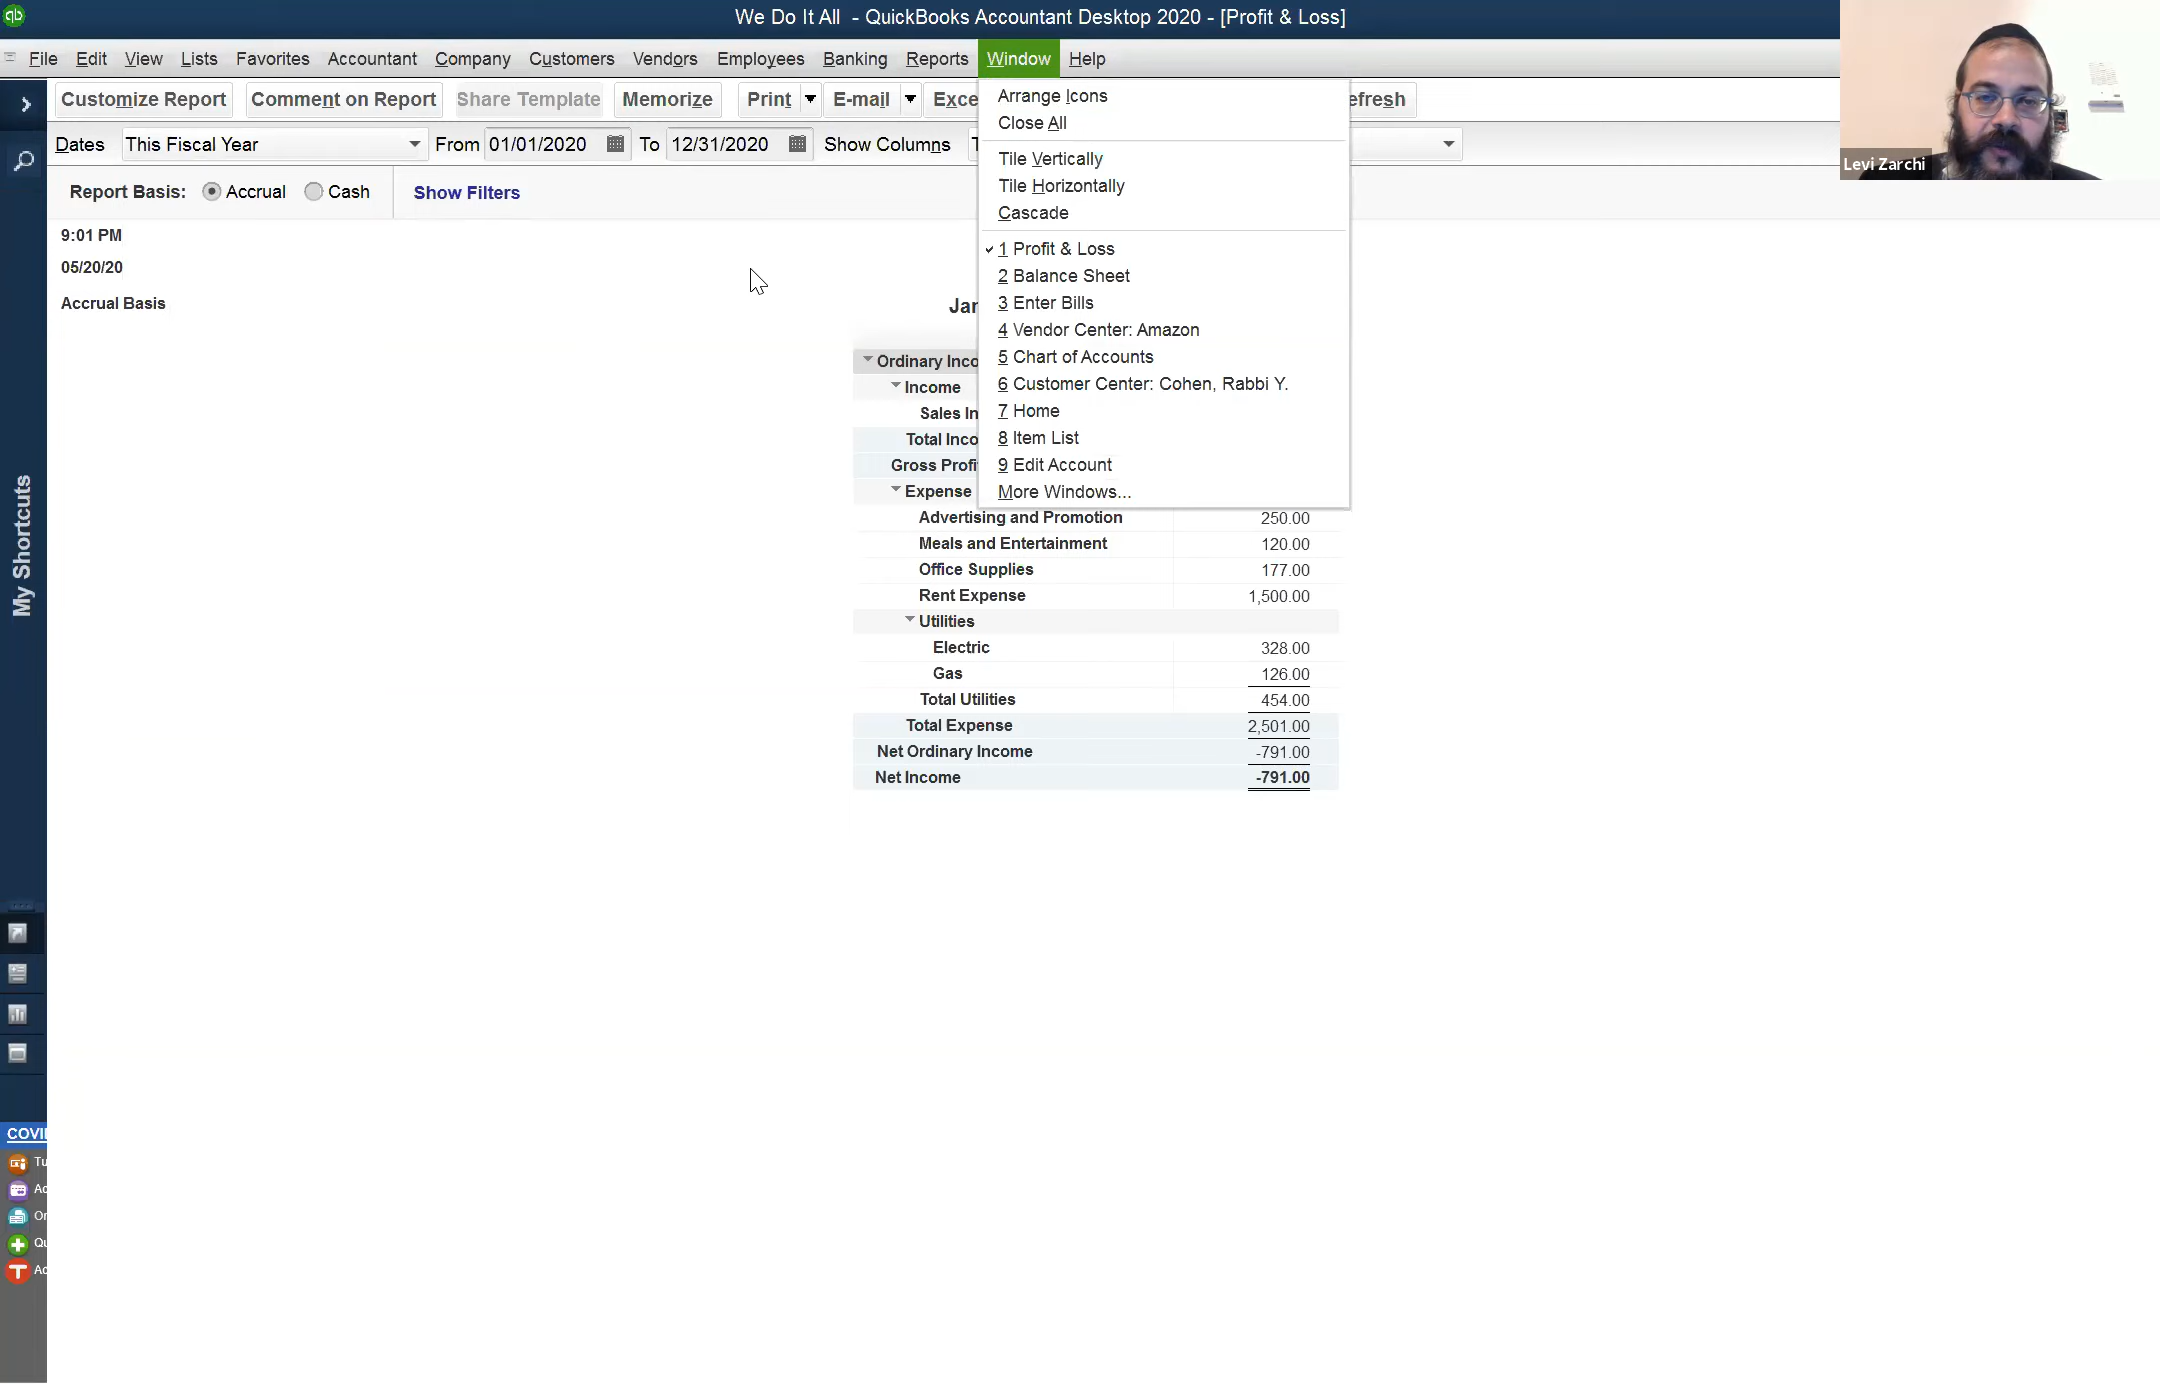 We Do It All - QuickBooks Accountant Desktop 2020 - [Profit & Loss]
File Edit View Lists Favorites Accountant Company Customers Vendors Employees Banking Reports Window Help
Customize Report Comment on Report Share Template Memorize Print E-mail Exce efresh
Dates This Fiscal Year From 01/01/2020 To 12/31/2020 Show Columns
Report Basis: Accrual Cash Show Filters
9:01 PM
05/20/20
Accrual Basis
Jan
Arrange Icons
Close All
Tile Vertically
Tile Horizontally
Cascade
1 Profit & Loss
2 Balance Sheet
3 Enter Bills
4 Vendor Center: Amazon
5 Chart of Accounts
6 Customer Center: Cohen, Rabbi Y.
7 Home
8 Item List
9 Edit Account
More Windows...
Ordinary Inco
Income
Sales In
Total Inco
Gross Profi
Expense
Advertising and Promotion 250.00
Meals and Entertainment 120.00
Office Supplies 177.00
Rent Expense 1,500.00
Utilities
Electric 328.00
Gas 126.00
Total Utilities 454.00
Total Expense 2,501.00
Net Ordinary Income -791.00
Net Income -791.00
My Shortcuts
COVI
Tu
Ac
Or
Qu
Ac
Levi Zarchi